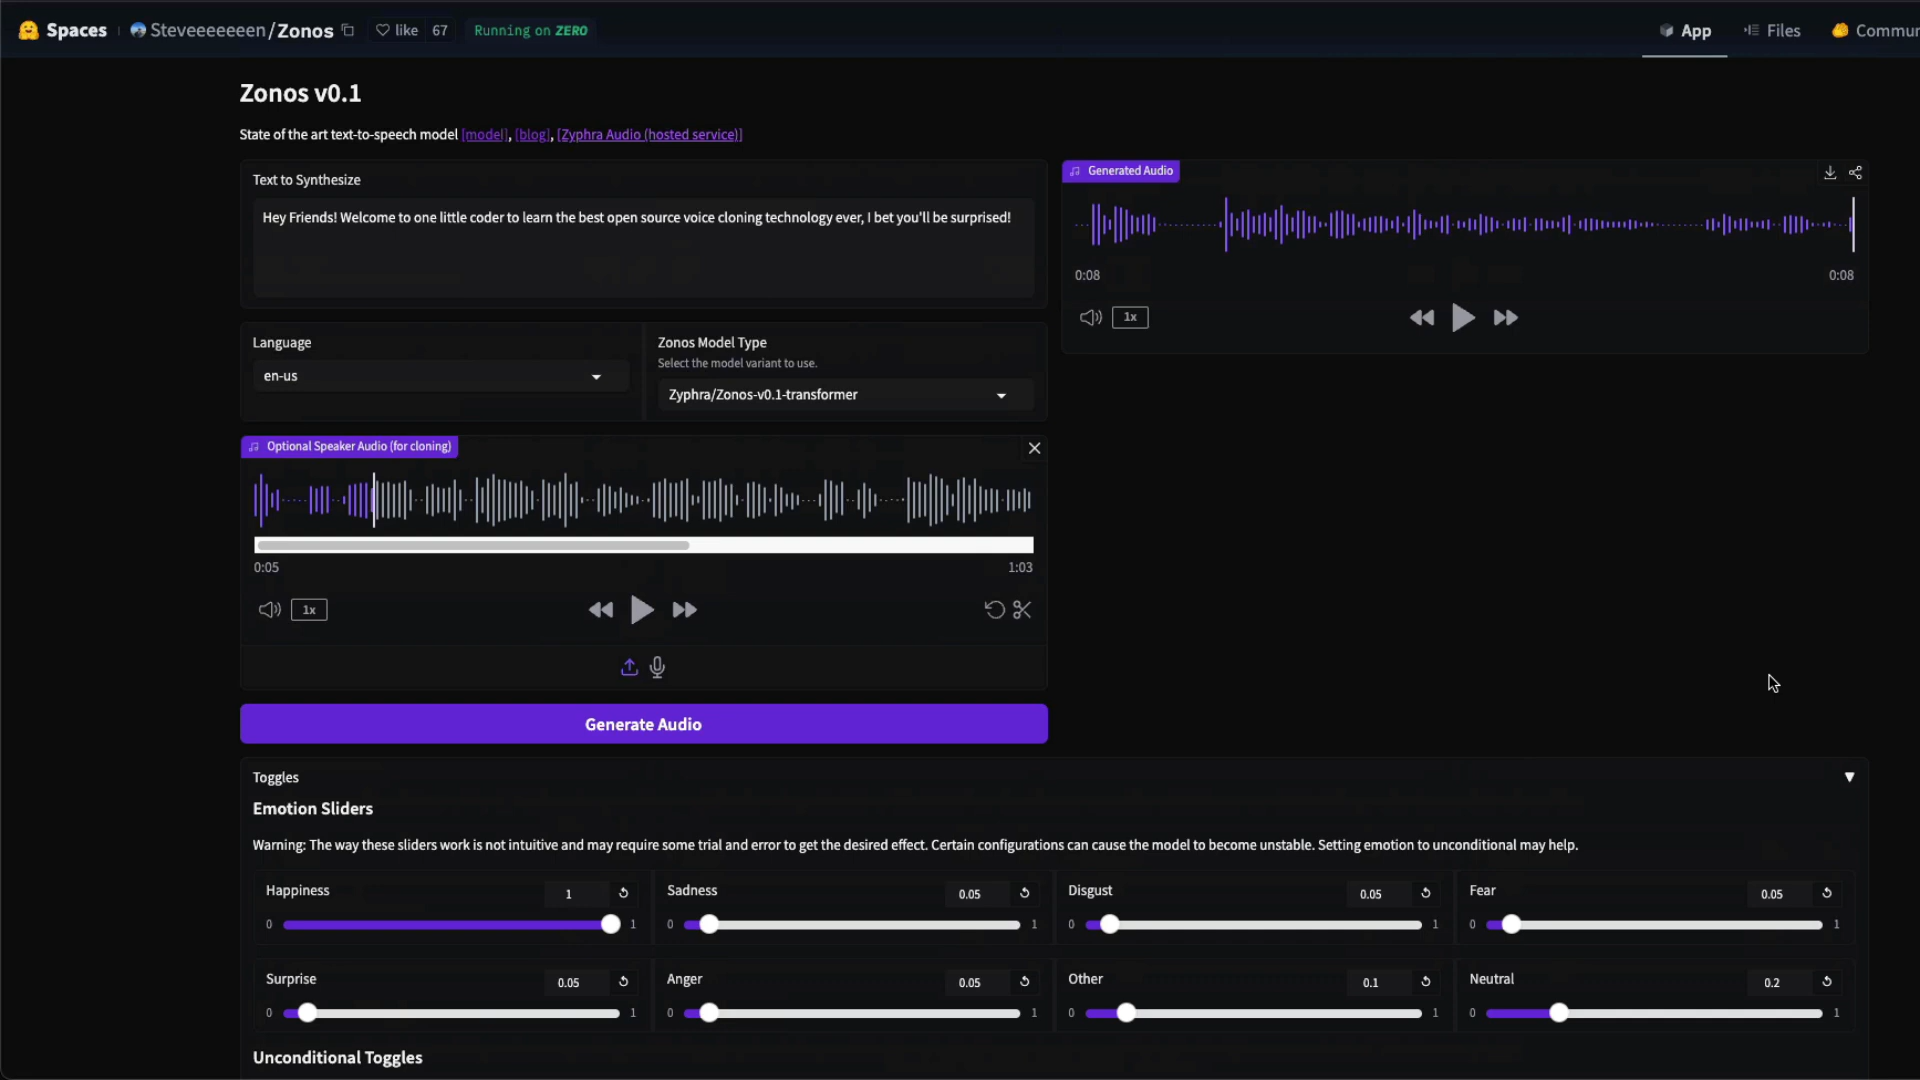 Spaces Steveeeeeeen/Zonos like 67 Running on ZERO App Files Commun
Zonos v0.1
State of the art text-to-speech model [model], [blog], [Zyphra Audio (hosted service)]
Text to Synthesize
Hey Friends! Welcome to one little coder to learn the best open source voice cloning technology ever, I bet you'll be surprised!
Generated Audio
0:08 0:08
1x
Language
en-us
Zonos Model Type
Select the model variant to use.
Zyphra/Zonos-v0.1-transformer
Optional Speaker Audio (for cloning)
0:05 1:03
1x
Generate Audio
Toggles
Emotion Sliders
Warning: The way these sliders work is not intuitive and may require some trial and error to get the desired effect. Certain configurations can cause the model to become unstable. Setting emotion to unconditional may help.
Happiness 1
0 1
Sadness 0.05
0 1
Disgust 0.05
0 1
Fear 0.05
0 1
Surprise 0.05
0 1
Anger 0.05
0 1
Other 0.1
0 1
Neutral 0.2
0 1
Unconditional Toggles